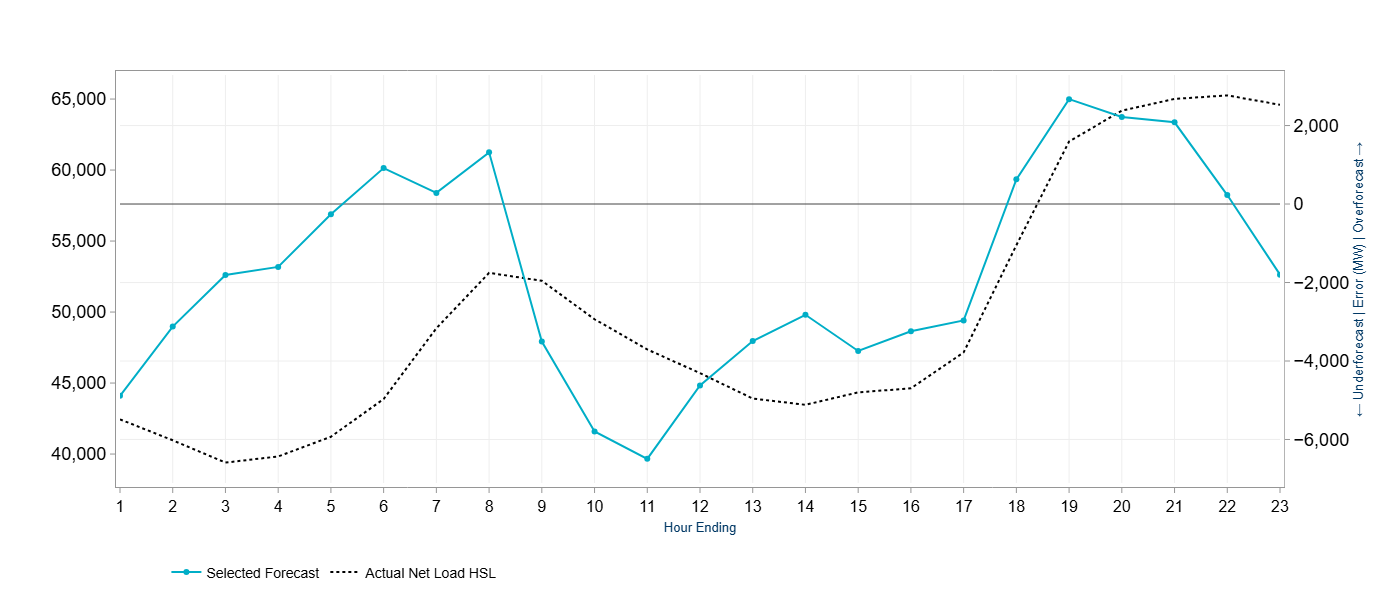 65,000
60,000
55,000
50,000
45,000
40,000
2,000
0
−2,000
−4,000
−6,000
← Underforecast | Error (MW) | Overforecast →
1 2 3 4 5 6 7 8 9 10 11 12 13 14 15 16 17 18 19 20 21 22 23
Hour Ending
Selected Forecast Actual Net Load HSL